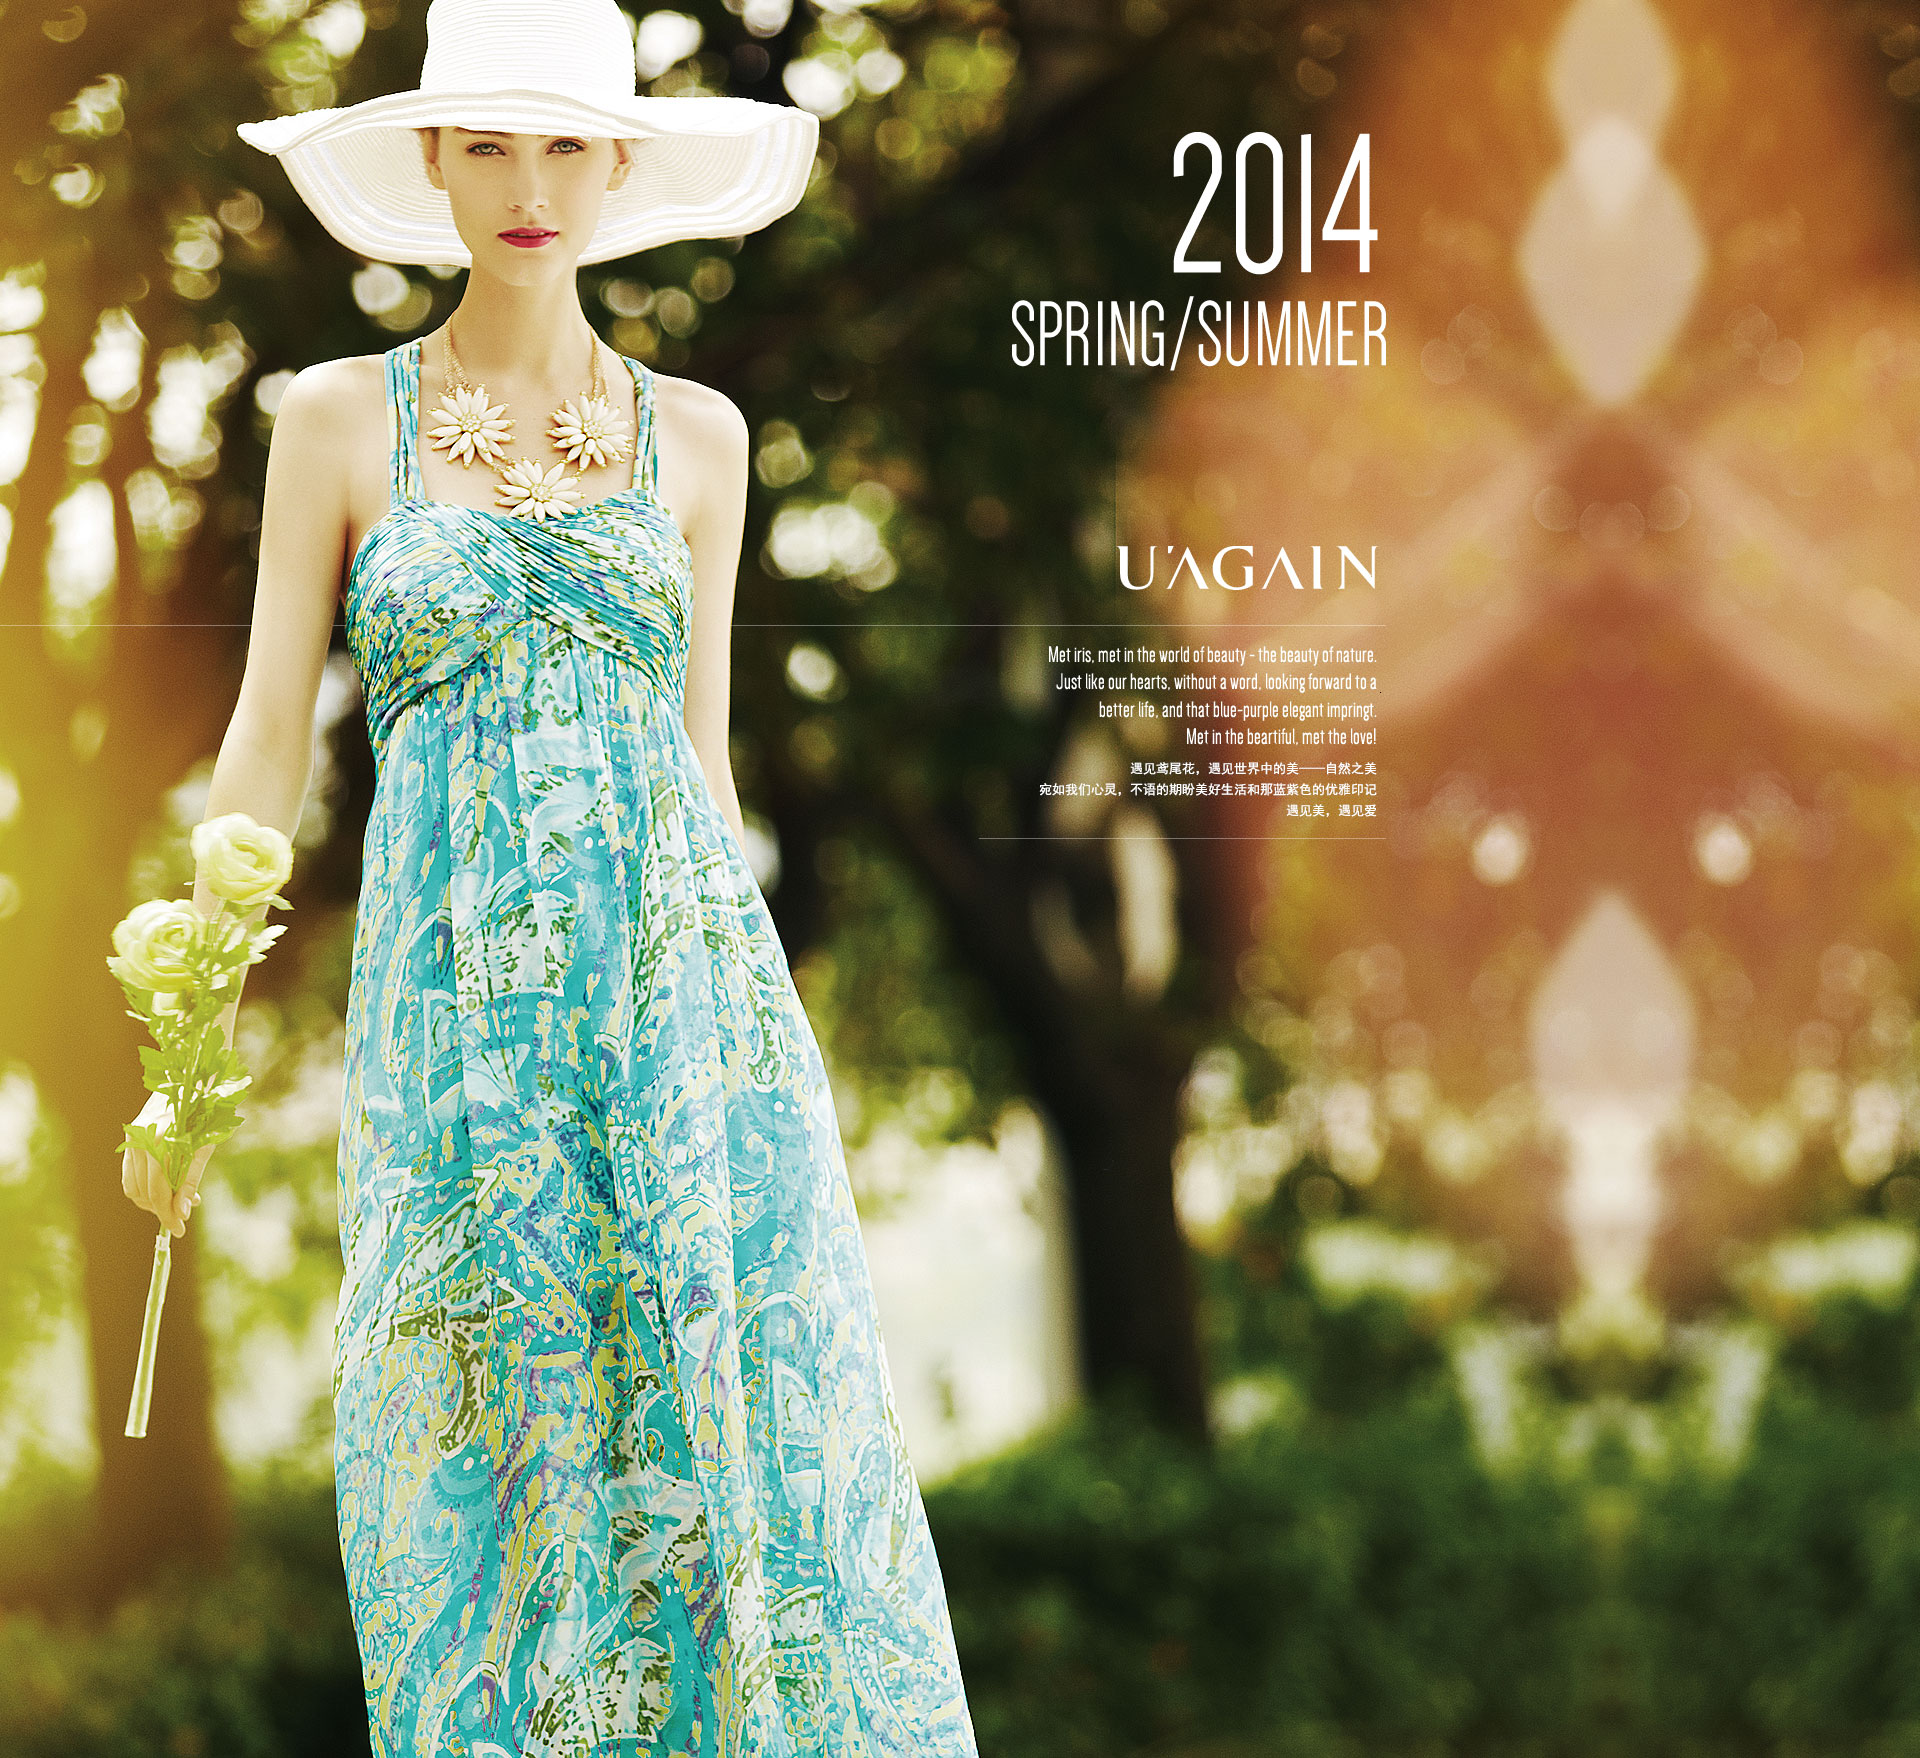 2014
SPRING/SUMMER
U'AGAIN
Met iris, met in the world of beauty - the beauty of nature.
Just like our hearts, without a word, looking forward to a
better life, and that blue-purple elegant impringt.
Met in the beartiful, met the love!
遇见鸢尾花，遇见世界中的美——自然之美
宛如我们心灵，不语的期盼美好生活和那蓝紫色的优雅印记
遇见美，遇见爱